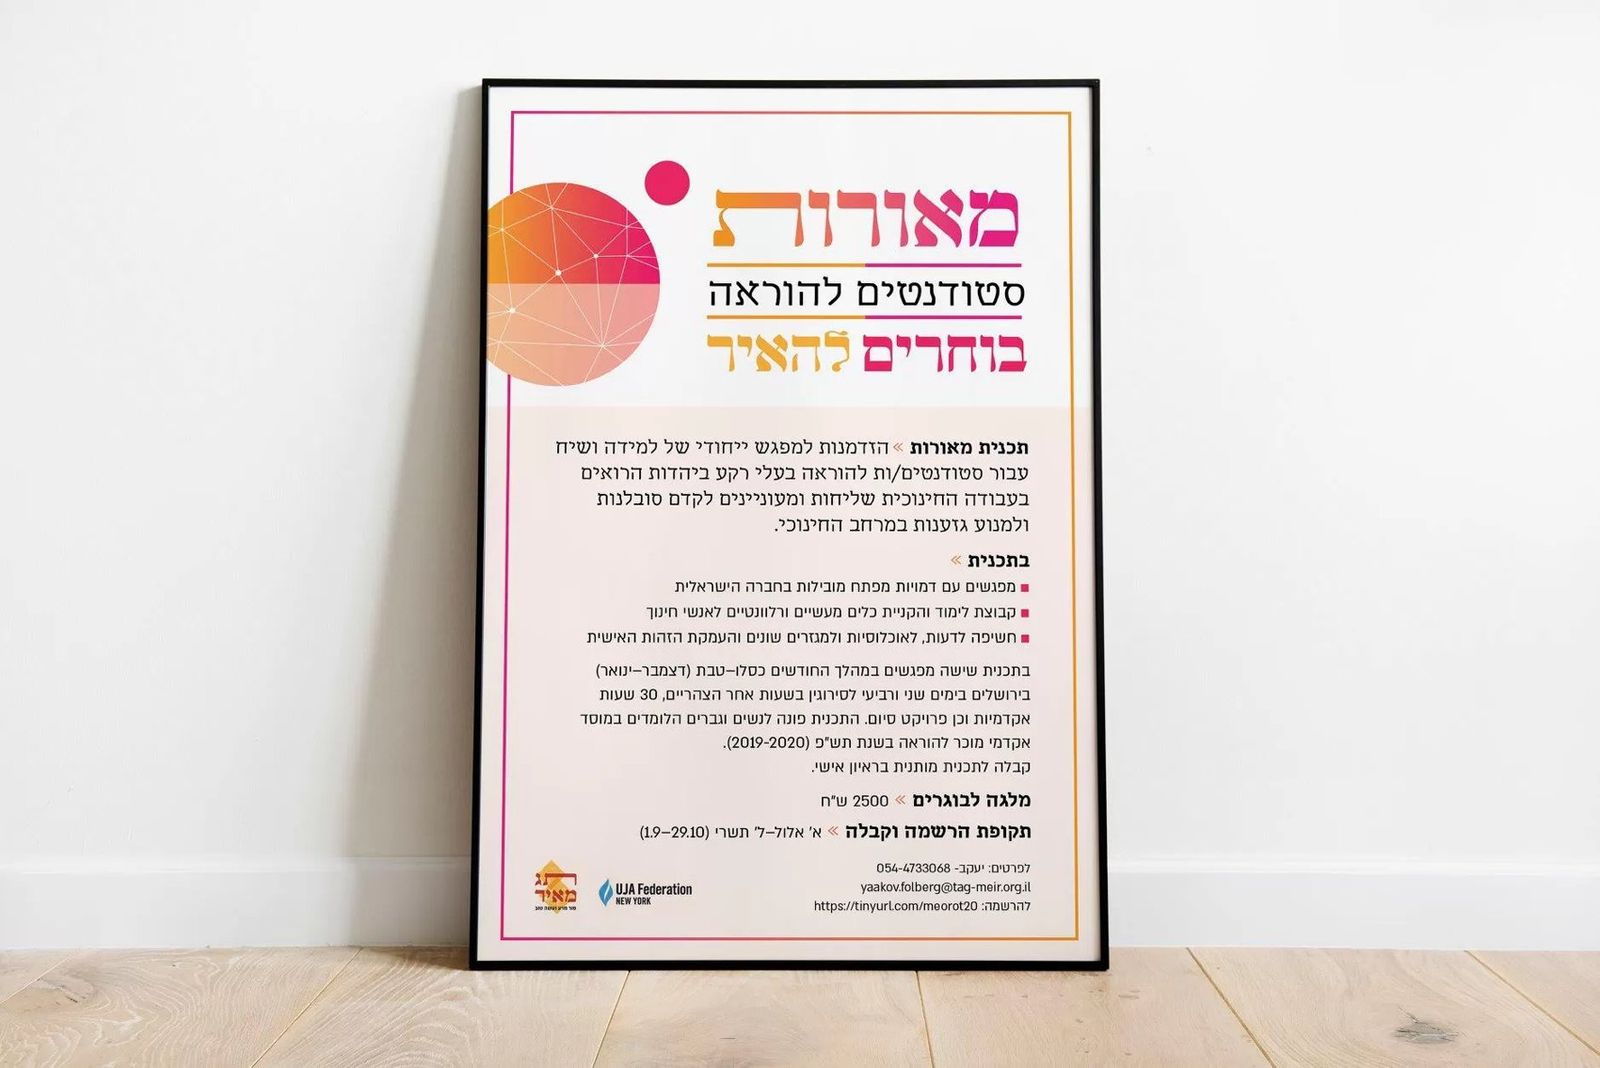 מאורות
סטודנטים להוראה
בוחרים להאיר
תכנית מאורות » הזדמנות למפגש ייחודי של למידה ושיח
עבור סטודנטים/ות להוראה בעלי רקע ביהדות הרואים
בעבודה החינוכית שליחות ומעוניינים לקדם סובלנות
ולמנוע גזענות במרחב החינוכי.
בתכנית »
▪ מפגשים עם דמויות מפתח מובילות בחברה הישראלית
▪ קבוצת לימוד והקניית כלים מעשיים ורלוונטיים לאנשי חינוך
▪ חשיפה לדעות, לאוכלוסיות ולמגזרים שונים והעמקת הזהות האישית
בתכנית שישה מפגשים במהלך החודשים כסלו–טבת (דצמבר–ינואר)
בירושלים בימים שני ורביעי לסירוגין בשעות אחר הצהריים, 30 שעות
אקדמיות וכן פרויקט סיום. התכנית פונה לנשים וגברים הלומדים במוסד
אקדמי מוכר להוראה בשנת תש"פ (2019-2020).
קבלה לתכנית מותנית בראיון אישי.
מלגה לבוגרים » 2500 ש"ח
תקופת הרשמה וקבלה » א' אלול–ל' תשרי (1.9–29.10)
לפרטים: יעקב- 054-4733068
yaakov.folberg@tag-meir.org.il
להרשמה: https://tinyurl.com/meorot20
UJA Federation
NEW YORK
תג
מאיר
סור מרע ועשה טוב